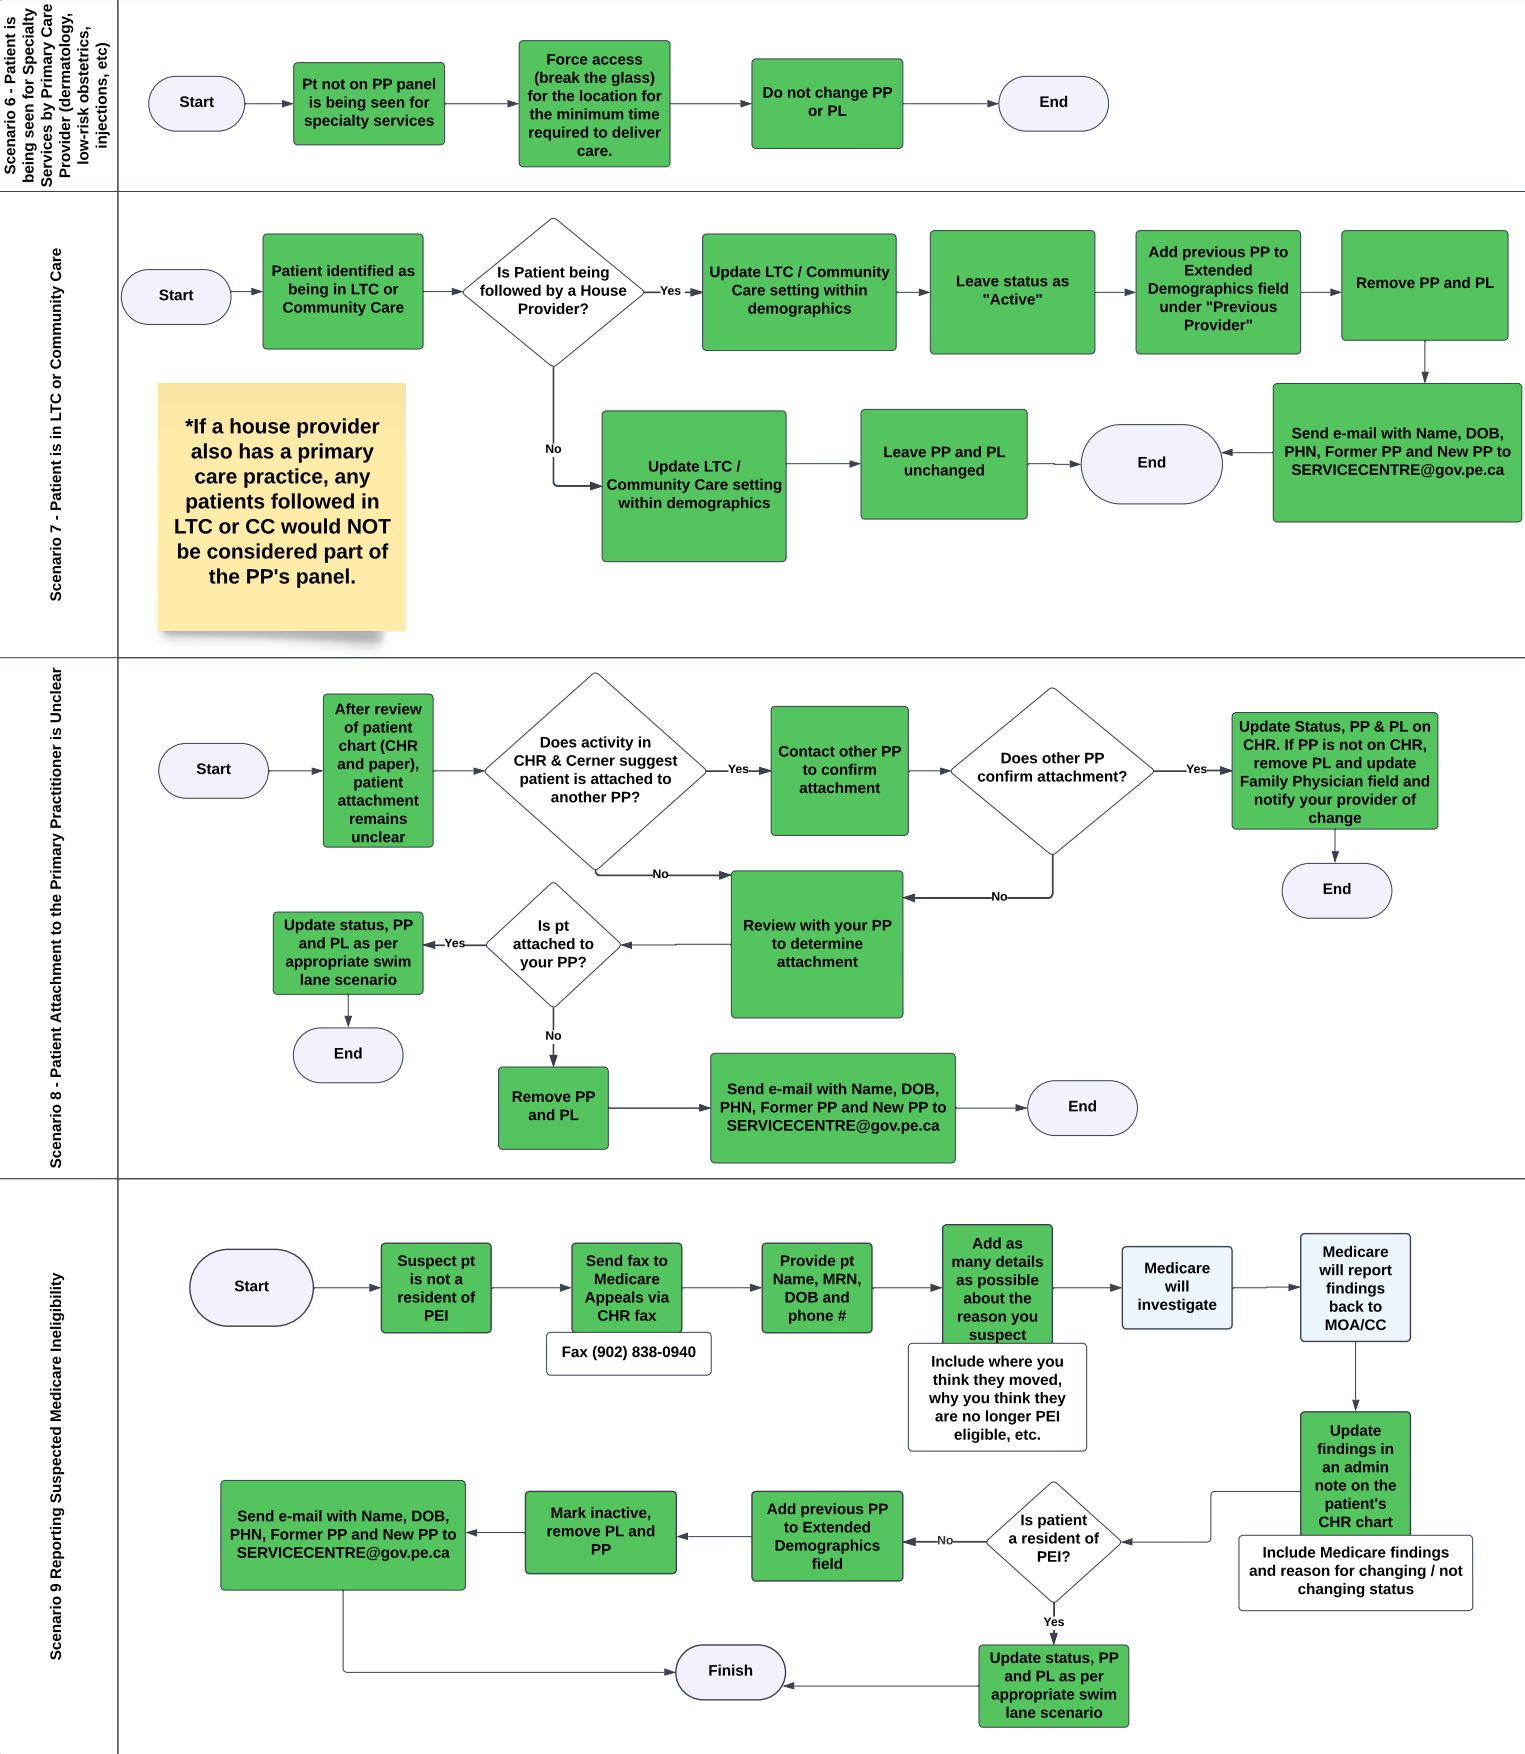 Scenario 6 - Patient is
being seen for Specialty
Services by Primary Care
Provider (dermatology,
low-risk obstetrics,
injections, etc)
Start
Pt not on PP panel
is being seen for
specialty services
Force access
(break the glass)
for the location for
the minimum time
required to deliver
care.
Do not change PP
or PL
End
Scenario 7 - Patient is in LTC or Community Care
Start
Patient identified as
being in LTC or
Community Care
Is Patient being
followed by a House
Provider?
Yes
Update LTC / Community
Care setting within
demographics
Leave status as
"Active"
Add previous PP to
Extended
Demographics field
under "Previous
Provider"
Remove PP and PL
Send e-mail with Name, DOB,
PHN, Former PP and New PP to
SERVICECENTRE@gov.pe.ca
No
Update LTC /
Community Care setting
within demographics
Leave PP and PL
unchanged
End
*If a house provider
also has a primary
care practice, any
patients followed in
LTC or CC would NOT
be considered part of
the PP's panel.
Scenario 8 - Patient Attachment to the Primary Practitioner is Unclear
Start
After review
of patient
chart (CHR
and paper),
patient
attachment
remains
unclear
Does activity in
CHR & Cerner suggest
patient is attached to
another PP?
Yes
Contact other PP
to confirm
attachment
Does other PP
confirm attachment?
Yes
Update Status, PP & PL on
CHR. If PP is not on CHR,
remove PL and update
Family Physician field and
notify your provider of
change
End
No
No
Review with your PP
to determine
attachment
Is pt
attached to
your PP?
Yes
Update status, PP
and PL as per
appropriate swim
lane scenario
End
No
Remove PP
and PL
Send e-mail with Name, DOB,
PHN, Former PP and New PP to
SERVICECENTRE@gov.pe.ca
End
Scenario 9 Reporting Suspected Medicare Ineligibility
Start
Suspect pt
is not a
resident of
PEI
Send fax to
Medicare
Appeals via
CHR fax
Fax (902) 838-0940
Provide pt
Name, MRN,
DOB and
phone #
Add as
many details
as possible
about the
reason you
suspect
Include where you
think they moved,
why you think they
are no longer PEI
eligible, etc.
Medicare
will
investigate
Medicare
will report
findings
back to
MOA/CC
Update
findings in
an admin
note on the
patient's
CHR chart
Include Medicare findings
and reason for changing / not
changing status
Is patient
a resident of
PEI?
No
Add previous PP
to Extended
Demographics
field
Mark inactive,
remove PL and
PP
Send e-mail with Name, DOB,
PHN, Former PP and New PP to
SERVICECENTRE@gov.pe.ca
Yes
Update status, PP
and PL as per
appropriate swim
lane scenario
Finish